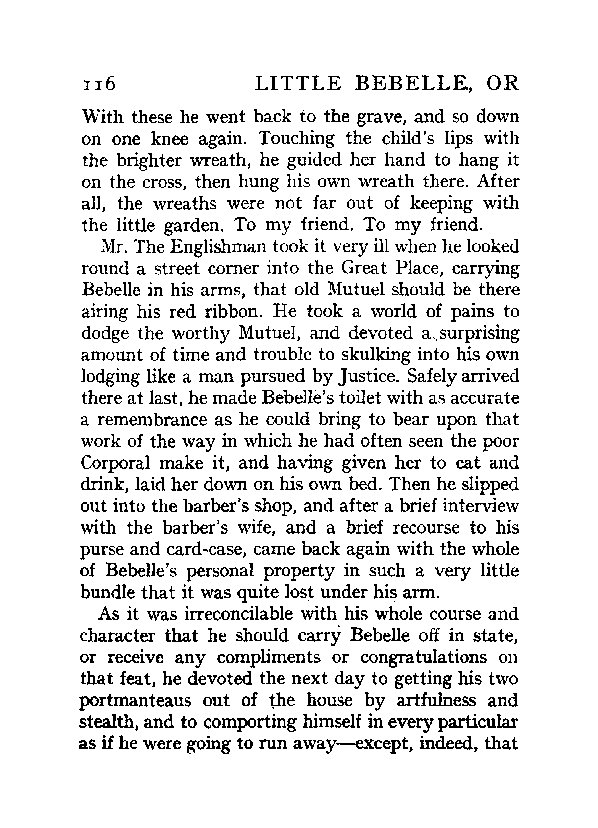 116 LITTLE BEBELLE, OR
With these he went back to the grave, and so down
on one knee again. Touching the child's lips with
the brighter wreath, he guided her hand to hang it
on the cross, then hung his own wreath there. After
all, the wreaths were not far out of keeping with
the little garden. To my friend. To my friend.
Mr. The Englishman took it very ill when he looked
round a street corner into the Great Place, carrying
Bebelle in his arms, that old Mutuel should be there
airing his red ribbon. He took a world of pains to
dodge the worthy Mutuel, and devoted a surprising
amount of time and trouble to skulking into his own
lodging like a man pursued by Justice. Safely arrived
there at last, he made Bebelle's toilet with as accurate
a remembrance as he could bring to bear upon that
work of the way in which he had often seen the poor
Corporal make it, and having given her to eat and
drink, laid her down on his own bed. Then he slipped
out into the barber's shop, and after a brief interview
with the barber's wife, and a brief recourse to his
purse and card-case, came back again with the whole
of Bebelle's personal property in such a very little
bundle that it was quite lost under his arm.
As it was irreconcilable with his whole course and
character that he should carry Bebelle off in state,
or receive any compliments or congratulations on
that feat, he devoted the next day to getting his two
portmanteaus out of the house by artfulness and
stealth, and to comporting himself in every particular
as if he were going to run away—except, indeed, that